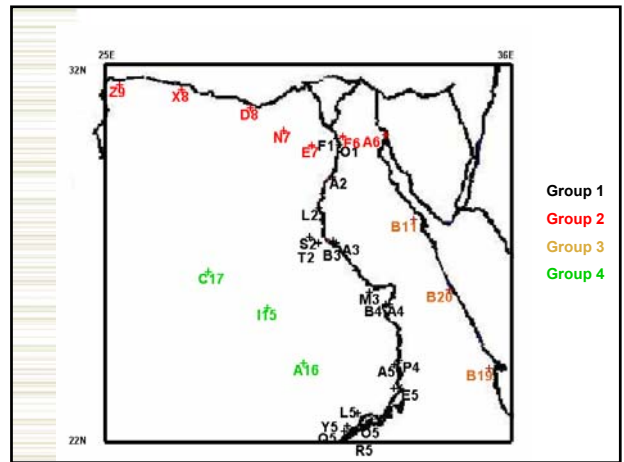 25E 36E
32N
Z9
X8
D8
N7
E7
F1
O1
F6
A6
A2
L2
S2
T2
B3
A3
B11
C17
M3
B20
I15
B4
A4
A16
A5
P4
B19
E5
L5
Y5
Q5
O5
R5
22N
Group 1
Group 2
Group 3
Group 4